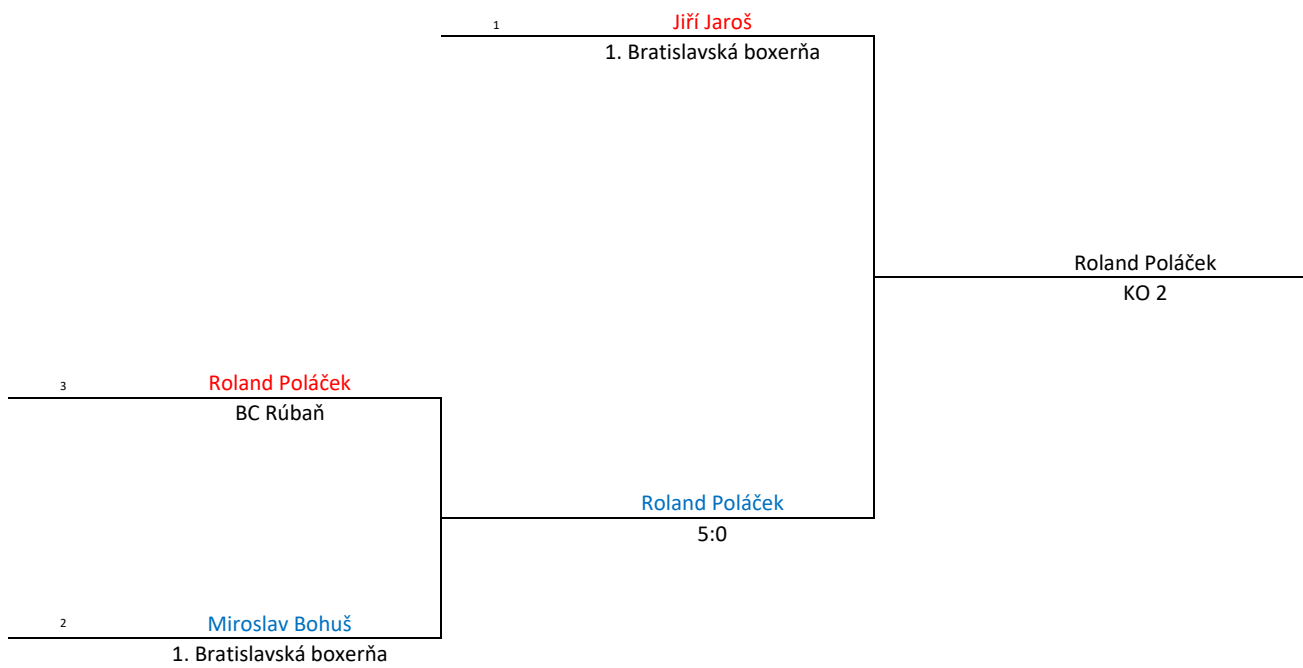 1
Jiří Jaroš
1. Bratislavská boxerňa
Roland Poláček
KO 2
3
Roland Poláček
BC Rúbaň
Roland Poláček
5:0
2
Miroslav Bohuš
1. Bratislavská boxerňa